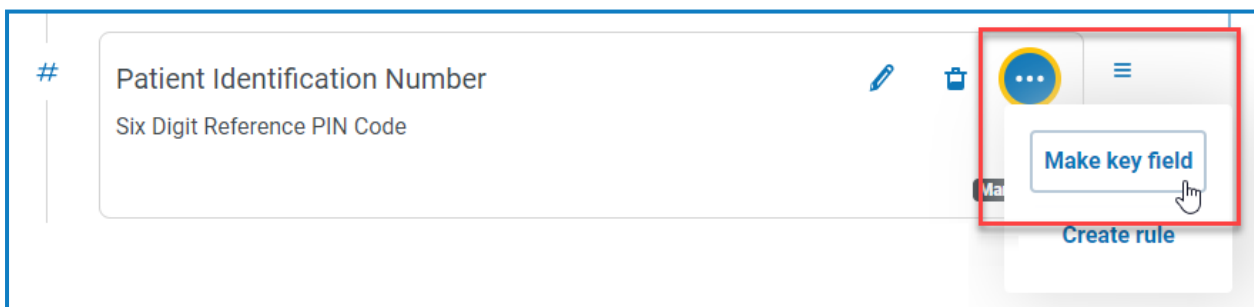 #
Patient Identification Number
Six Digit Reference PIN Code
Make key field
Create rule